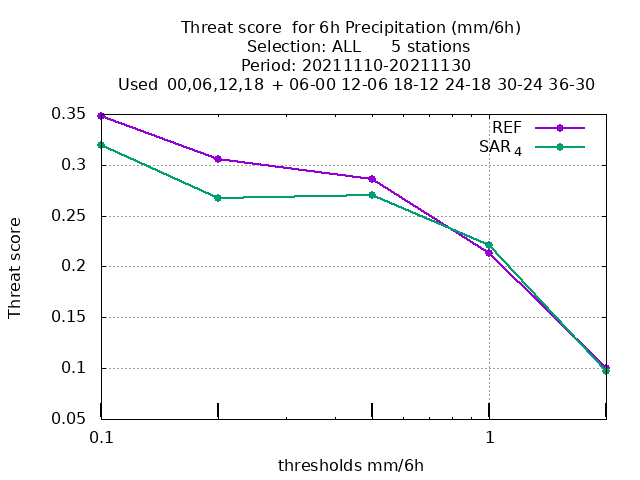 Threat score  for 6h Precipitation (mm/6h)
Selection: ALL      5 stations
Period: 20211110-20211130
Used  00,06,12,18  + 06-00 12-06 18-12 24-18 30-24 36-30
0.35
0.3
0.25
0.2
0.15
0.1
0.05
REF
SAR 4
Threat score
0.1
1
thresholds mm/6h